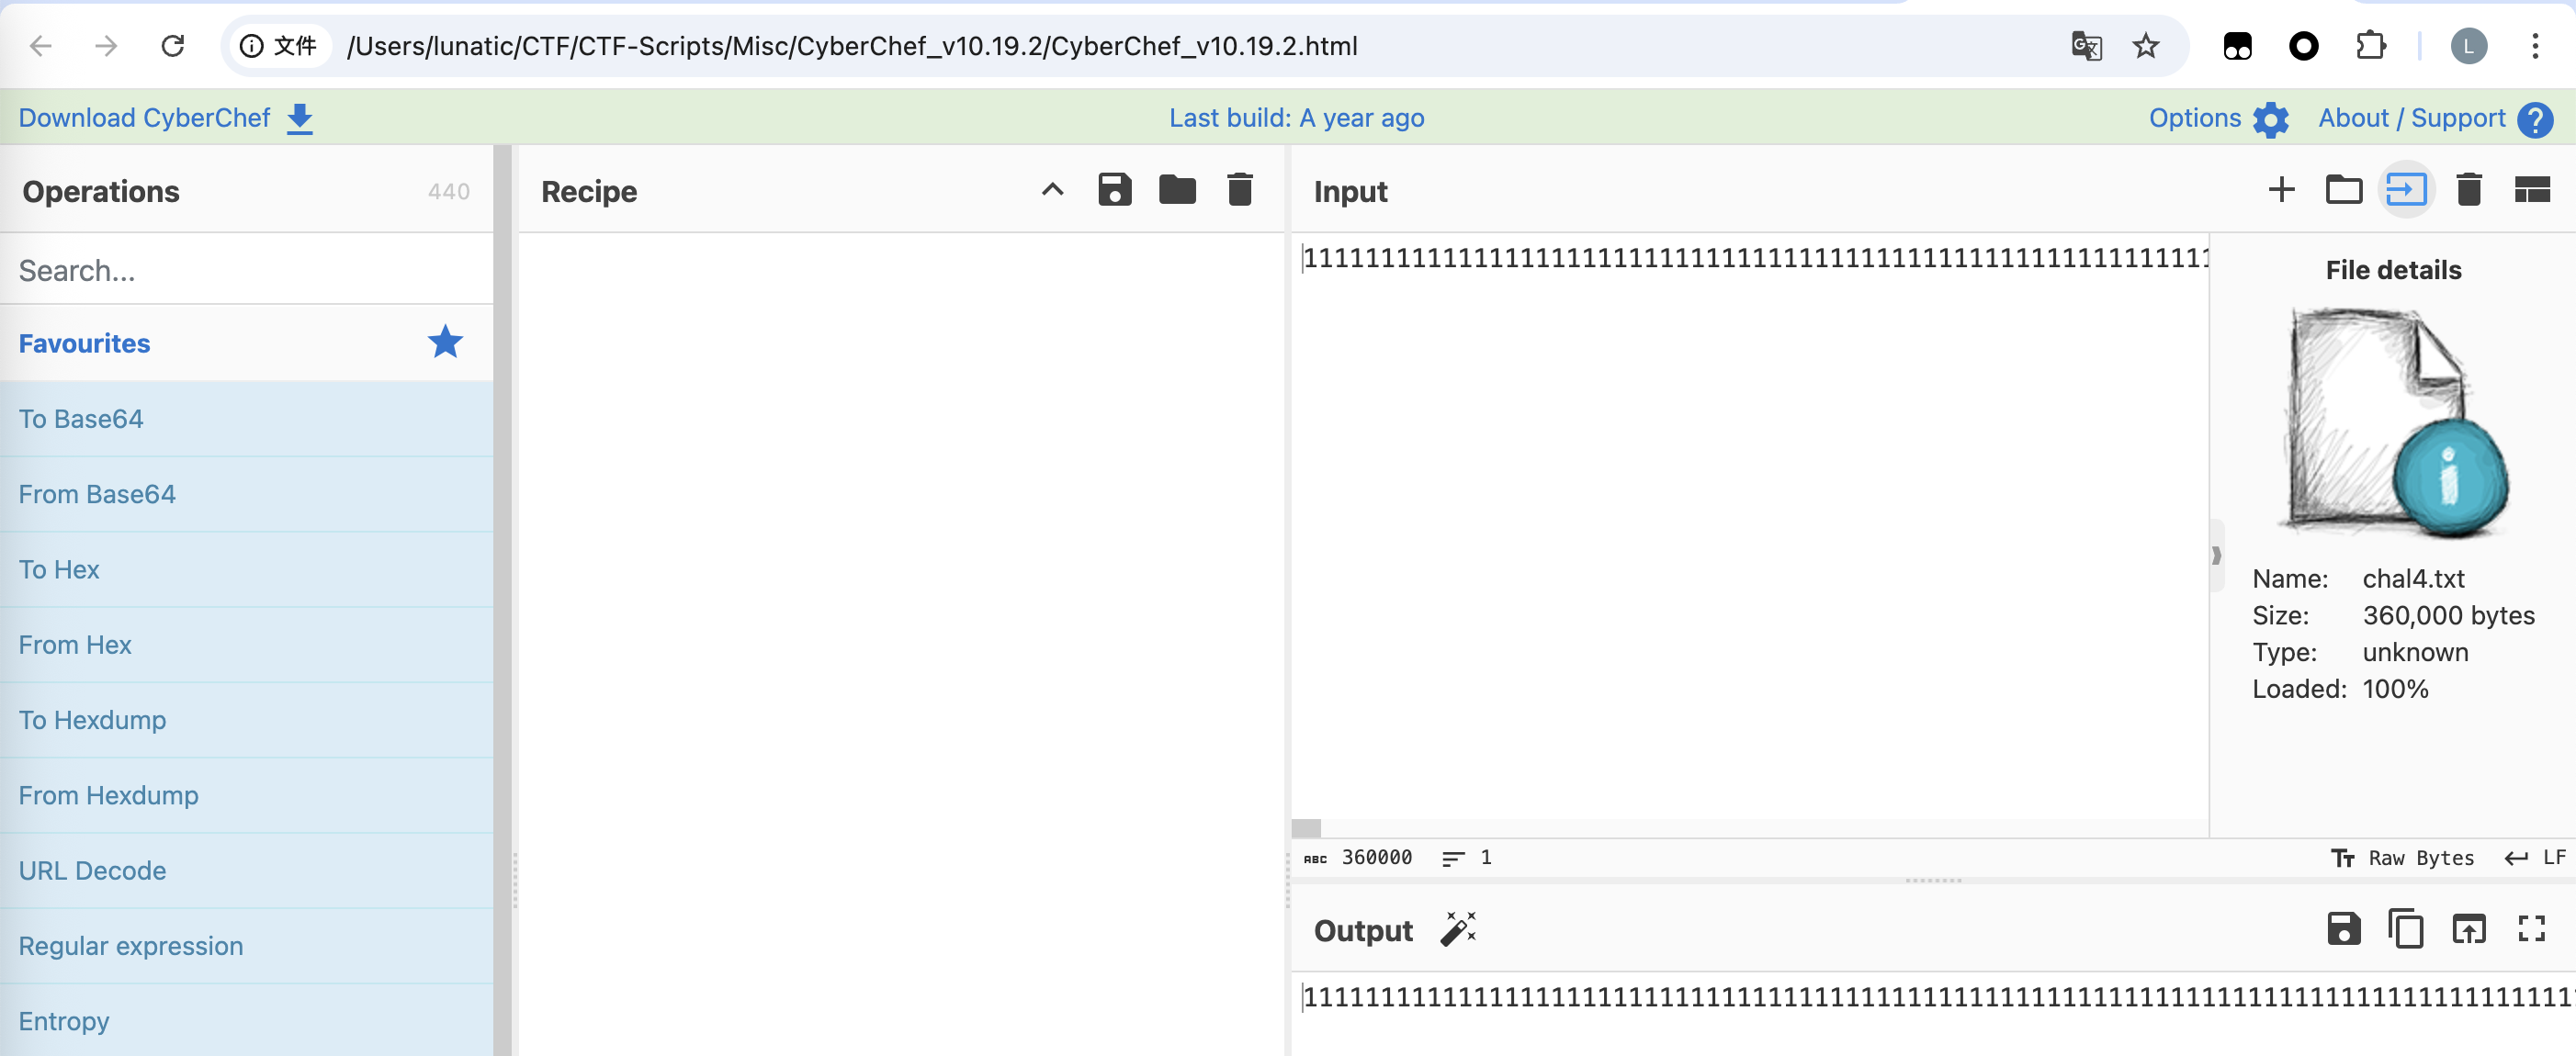 文件 /Users/lunatic/CTF/CTF-Scripts/Misc/CyberChef_v10.19.2/CyberChef_v10.19.2.html
L
Download CyberChef
Last build: A year ago
Options
About / Support
Operations
440
Recipe
Input
Search...
Favourites
To Base64
From Base64
To Hex
From Hex
To Hexdump
From Hexdump
URL Decode
Regular expression
Entropy
File details
Name: chal4.txt
Size: 360,000 bytes
Type: unknown
Loaded: 100%
ABC 360000
1
Raw Bytes
LF
Output